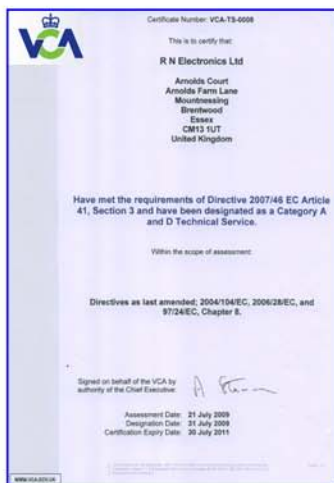 VCA
Certificate Number: VCA-TS-0008
This is to certify that:
R N Electronics Ltd
Arnolds Court
Arnolds Farm Lane
Mountnessing
Brentwood
Essex
CM13 1UT
United Kingdom
Have met the requirements of Directive 2007/46 EC Article
41, Section 3 and have been designated as a Category A
and D Technical Service.
Within the scope of assessment:
Directives as last amended; 2004/104/EC, 2006/28/EC, and
97/24/EC, Chapter 8.
Signed on behalf of the VCA by
authority of the Chief Executive:
Assessment Date: 21 July 2009
Designation Date: 31 July 2009
Certification Expiry Date: 30 July 2011
www.vca.gov.uk